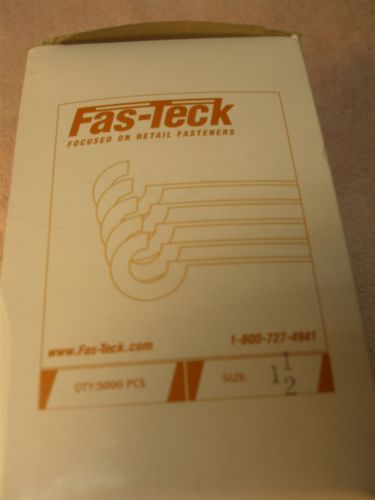 Fas-Teck
FOCUSED ON RETAIL FASTENERS
www.Fas-Teck.com 1-800-727-4941
QTY:5000 PCS SIZE: 1 1/2